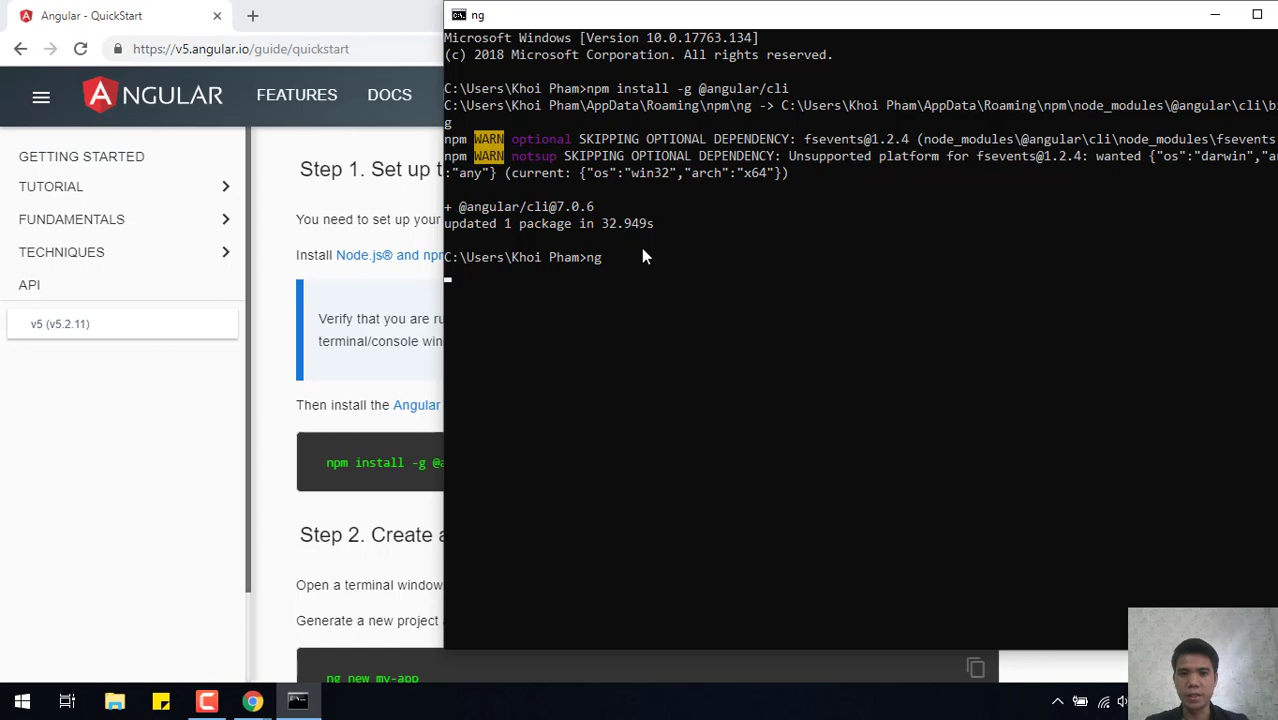 Angular - QuickStart
https://v5.angular.io/guide/quickstart
ANGULAR
FEATURES
DOCS
GETTING STARTED
TUTORIAL
FUNDAMENTALS
TECHNIQUES
API
v5 (v5.2.11)
Step 1. Set up t
You need to set up your
Install Node.js® and npm
Verify that you are ru
terminal/console win
Then install the Angular
npm install -g @a
Step 2. Create a
Open a terminal window
Generate a new project
ng new my-app
ng
Microsoft Windows [Version 10.0.17763.134]
(c) 2018 Microsoft Corporation. All rights reserved.
C:\Users\Khoi Pham>npm install -g @angular/cli
C:\Users\Khoi Pham\AppData\Roaming\npm\ng -> C:\Users\Khoi Pham\AppData\Roaming\npm\node_modules\@angular\cli\b
g
npm WARN optional SKIPPING OPTIONAL DEPENDENCY: fsevents@1.2.4 (node_modules\@angular\cli\node_modules\fsevents
npm WARN notsup SKIPPING OPTIONAL DEPENDENCY: Unsupported platform for fsevents@1.2.4: wanted {"os":"darwin","a
:"any"} (current: {"os":"win32","arch":"x64"})
+ @angular/cli@7.0.6
updated 1 package in 32.949s
C:\Users\Khoi Pham>ng